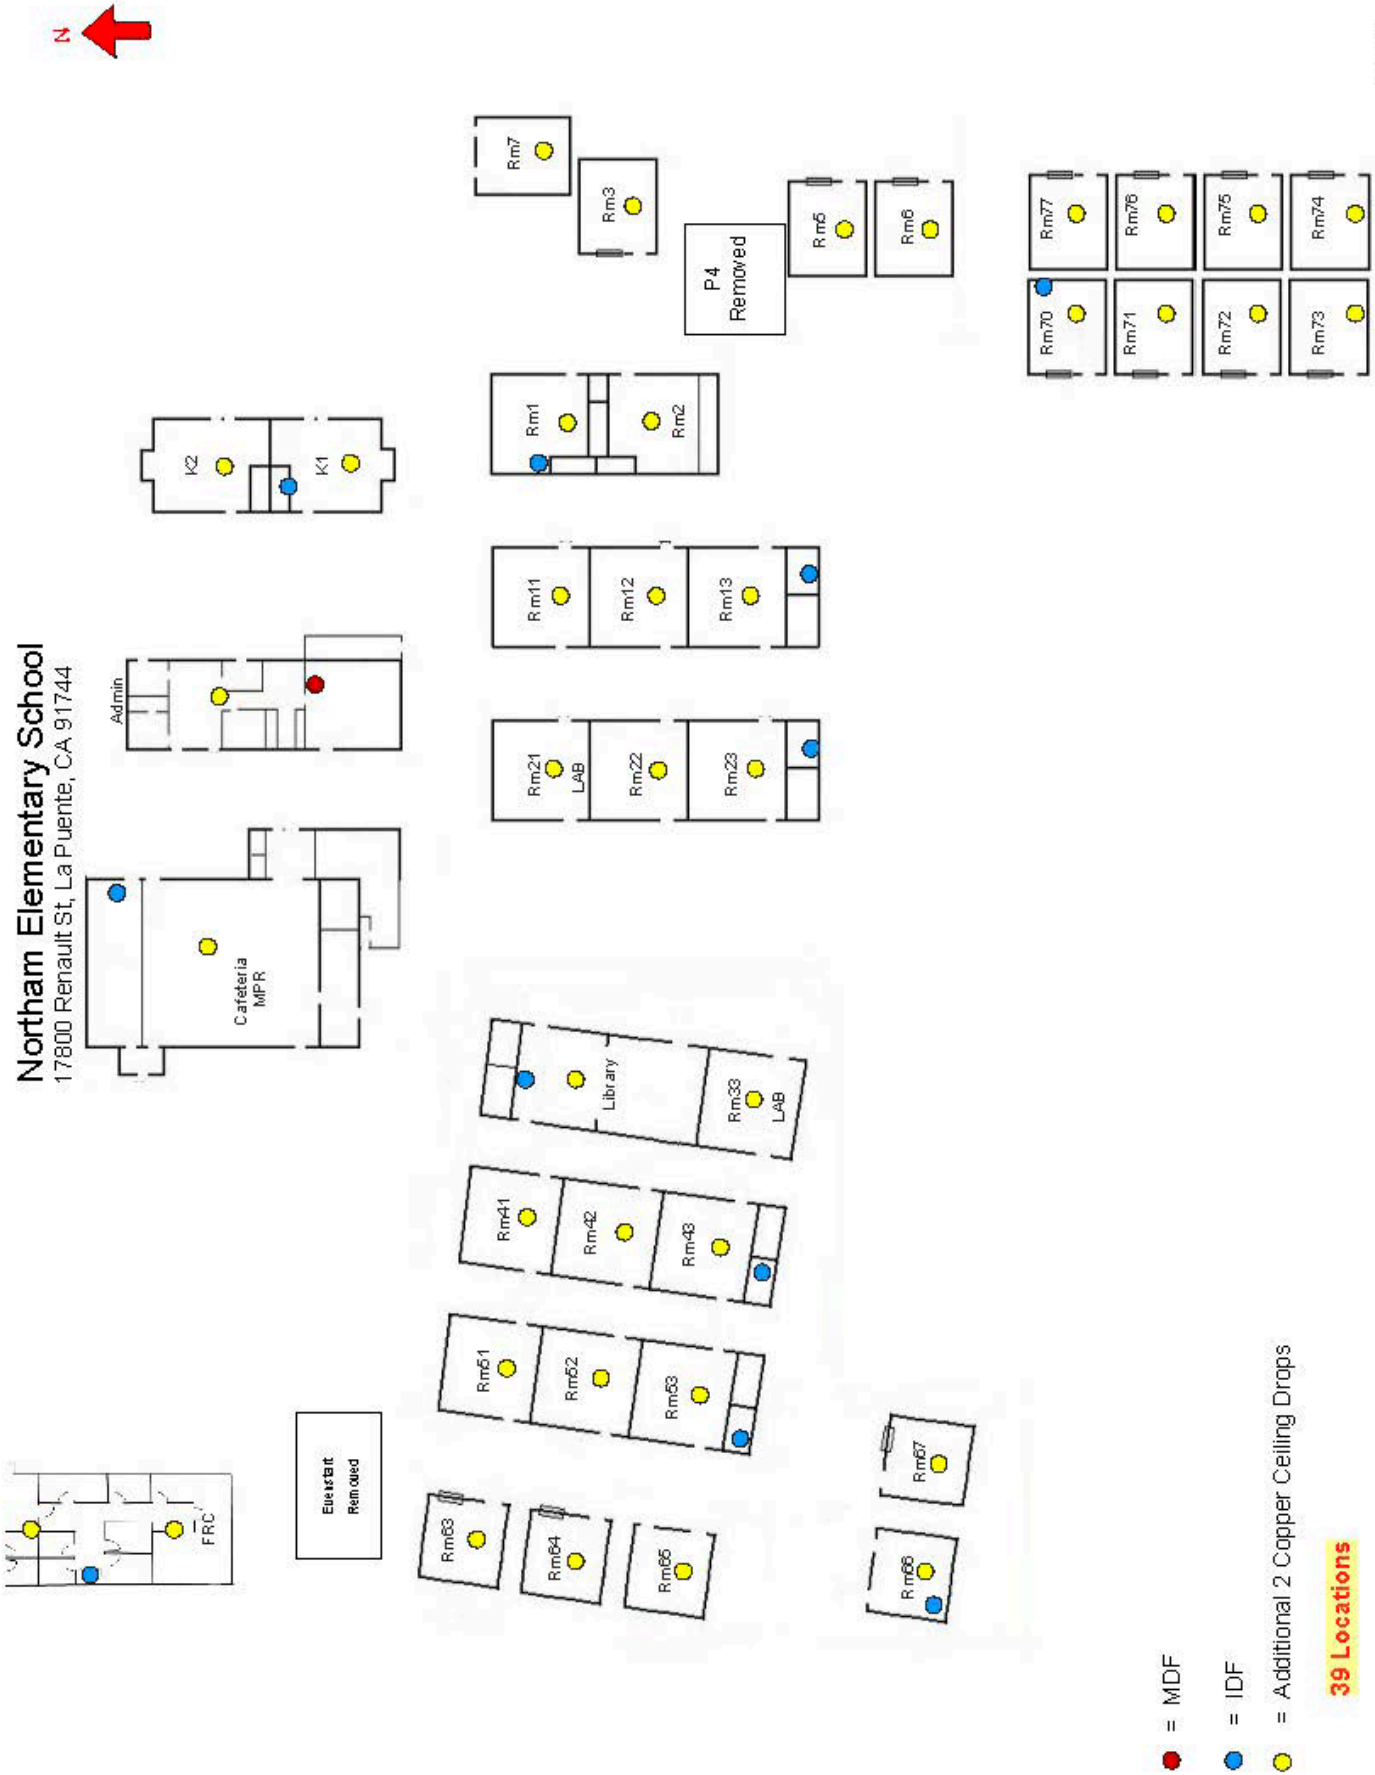 Northam Elementary School
17800 Renault St, La Puente, CA 91744
N
FRC
Cafeteria
MPR
Admin
K2
K1
Removed
Rm63
Rm64
Rm65
Rm51
Rm52
Rm53
Rm41
Rm42
Rm43
Library
Rm33
LAB
Rm21
LAB
Rm22
Rm23
Rm11
Rm12
Rm13
Rm1
Rm2
Rm7
Rm3
P4
Removed
Rm5
Rm6
Rm66
Rm67
Rm70
Rm71
Rm72
Rm73
Rm77
Rm76
Rm75
Rm74
= MDF
= IDF
= Additional 2 Copper Ceiling Drops
39 Locations